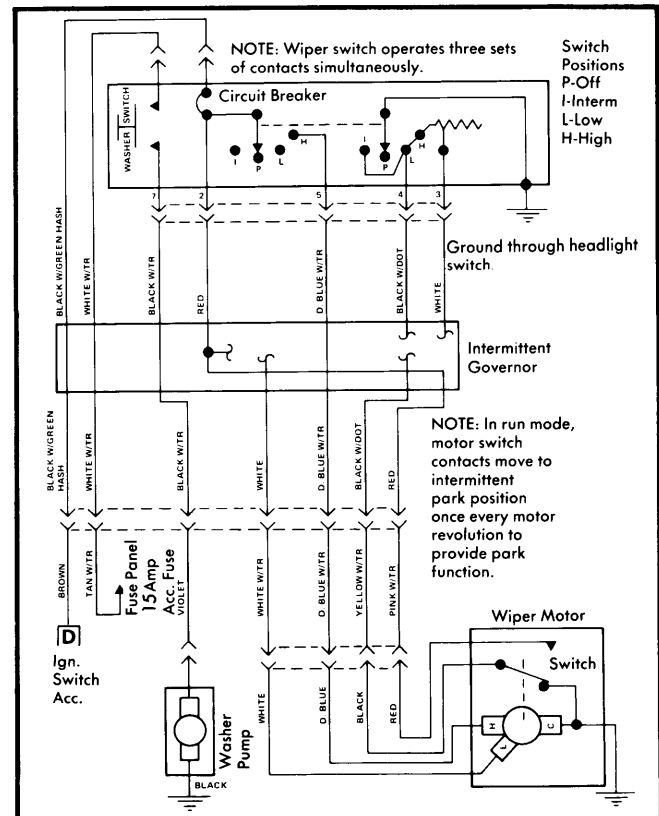 NOTE: Wiper switch operates three sets
of contacts simultaneously.
Switch
Positions
P-Off
I-Interm
L-Low
H-High
WASHER SWITCH
Circuit Breaker
I
P
L
H
I
P
L
H
7
2
5
4
3
Ground through headlight
switch.
BLACK W/GREEN HASH
WHITE W/TR
BLACK W/TR
RED
D. BLUE W/TR
BLACK W/DOT
WHITE
Intermittent
Governor
BLACK W/GREEN
HASH
WHITE W/TR
BLACK W/TR
WHITE
D. BLUE W/TR
BLACK W/DOT
RED
NOTE: In run mode,
motor switch
contacts move to
intermittent
park position
once every motor
revolution to
provide park
function.
BROWN
TAN W/TR
Fuse Panel
15 Amp
Acc. Fuse
VIOLET
WHITE W/TR
D. BLUE W/TR
YELLOW W/TR
PINK W/TR
D
Ign.
Switch
Acc.
Washer
Pump
BLACK
WHITE
D. BLUE
BLACK
RED
Wiper Motor
Switch
H
L
C